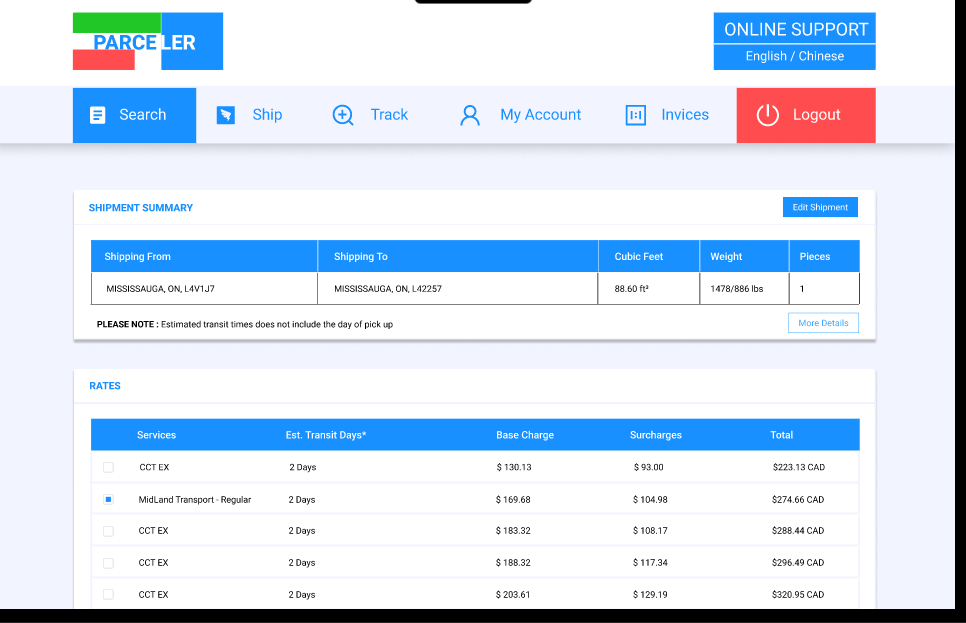 PARCELER
ONLINE SUPPORT
English / Chinese
Search Ship Track My Account Invices Logout
SHIPMENT SUMMARY Edit Shipment
Shipping From Shipping To Cubic Feet Weight Pieces
MISSISSAUGA, ON, L4V1J7 MISSISSAUGA, ON, L42257 88.60 ft³ 1478/886 lbs 1
PLEASE NOTE : Estimated transit times does not include the day of pick up More Details
RATES
Services Est. Transit Days* Base Charge Surcharges Total
CCT EX 2 Days $ 130.13 $ 93.00 $223.13 CAD
MidLand Transport - Regular 2 Days $ 169.68 $ 104.98 $274.66 CAD
CCT EX 2 Days $ 183.32 $ 108.17 $288.44 CAD
CCT EX 2 Days $ 188.32 $ 117.34 $296.49 CAD
CCT EX 2 Days $ 203.61 $ 129.19 $320.95 CAD